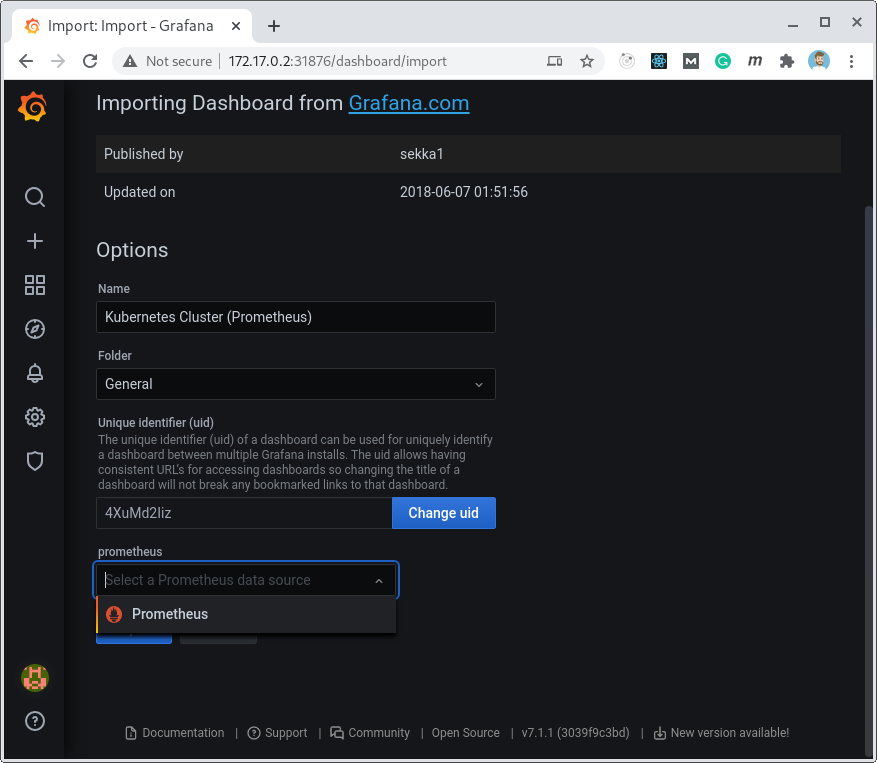 Import: Import - Grafana
Not secure | 172.17.0.2:31876/dashboard/import
Importing Dashboard from Grafana.com
Published by sekka1
Updated on 2018-06-07 01:51:56
Options
Name
Kubernetes Cluster (Prometheus)
Folder
General
Unique identifier (uid)
The unique identifier (uid) of a dashboard can be used for uniquely identify
a dashboard between multiple Grafana installs. The uid allows having
consistent URL's for accessing dashboards so changing the title of a
dashboard will not break any bookmarked links to that dashboard.
4XuMd2Iiz Change uid
prometheus
Select a Prometheus data source
Prometheus
Documentation | Support | Community | Open Source | v7.1.1 (3039f9c3bd) | New version available!